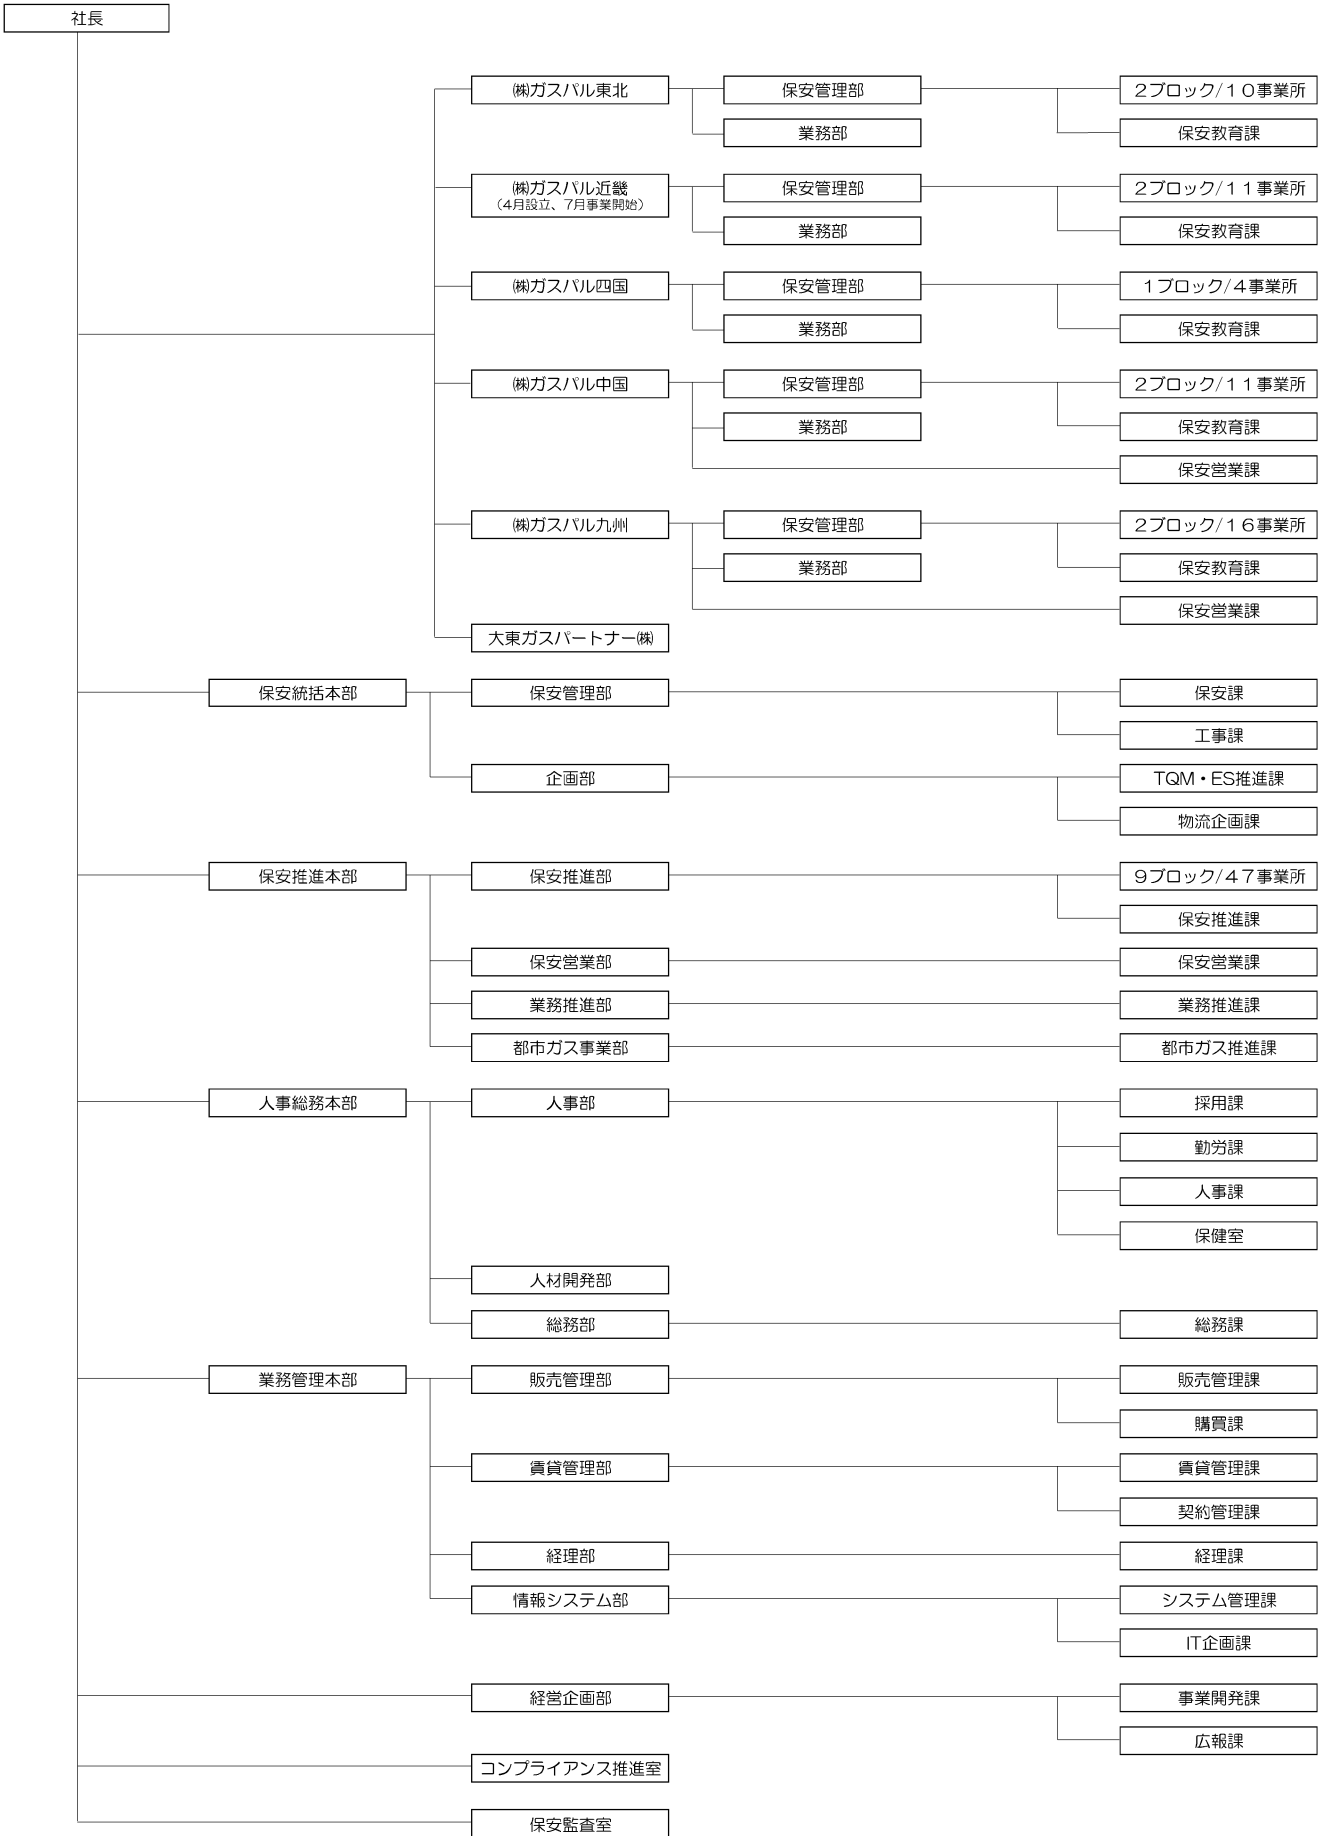 社長
㈱ガスパル東北
保安管理部
2ブロック/10事業所
業務部
保安教育課
㈱ガスパル近畿
（4月設立、7月事業開始）
保安管理部
2ブロック/11事業所
業務部
保安教育課
㈱ガスパル四国
保安管理部
1ブロック/4事業所
業務部
保安教育課
㈱ガスパル中国
保安管理部
2ブロック/11事業所
業務部
保安教育課
保安営業課
㈱ガスパル九州
保安管理部
2ブロック/16事業所
業務部
保安教育課
保安営業課
大東ガスパートナー㈱
保安統括本部
保安管理部
保安課
工事課
企画部
TQM・ES推進課
物流企画課
保安推進本部
保安推進部
9ブロック/47事業所
保安推進課
保安営業部
保安営業課
業務推進部
業務推進課
都市ガス事業部
都市ガス推進課
人事総務本部
人事部
採用課
勤労課
人事課
保健室
人材開発部
総務部
総務課
業務管理本部
販売管理部
販売管理課
購買課
賃貸管理部
賃貸管理課
契約管理課
経理部
経理課
情報システム部
システム管理課
IT企画課
経営企画部
事業開発課
広報課
コンプライアンス推進室
保安監査室